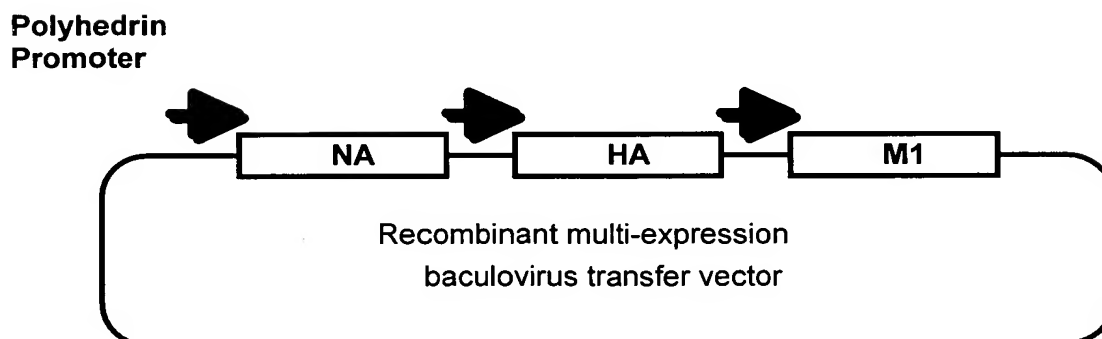 Polyhedrin
Promoter
NA HA M1
Recombinant multi-expression
baculovirus transfer vector